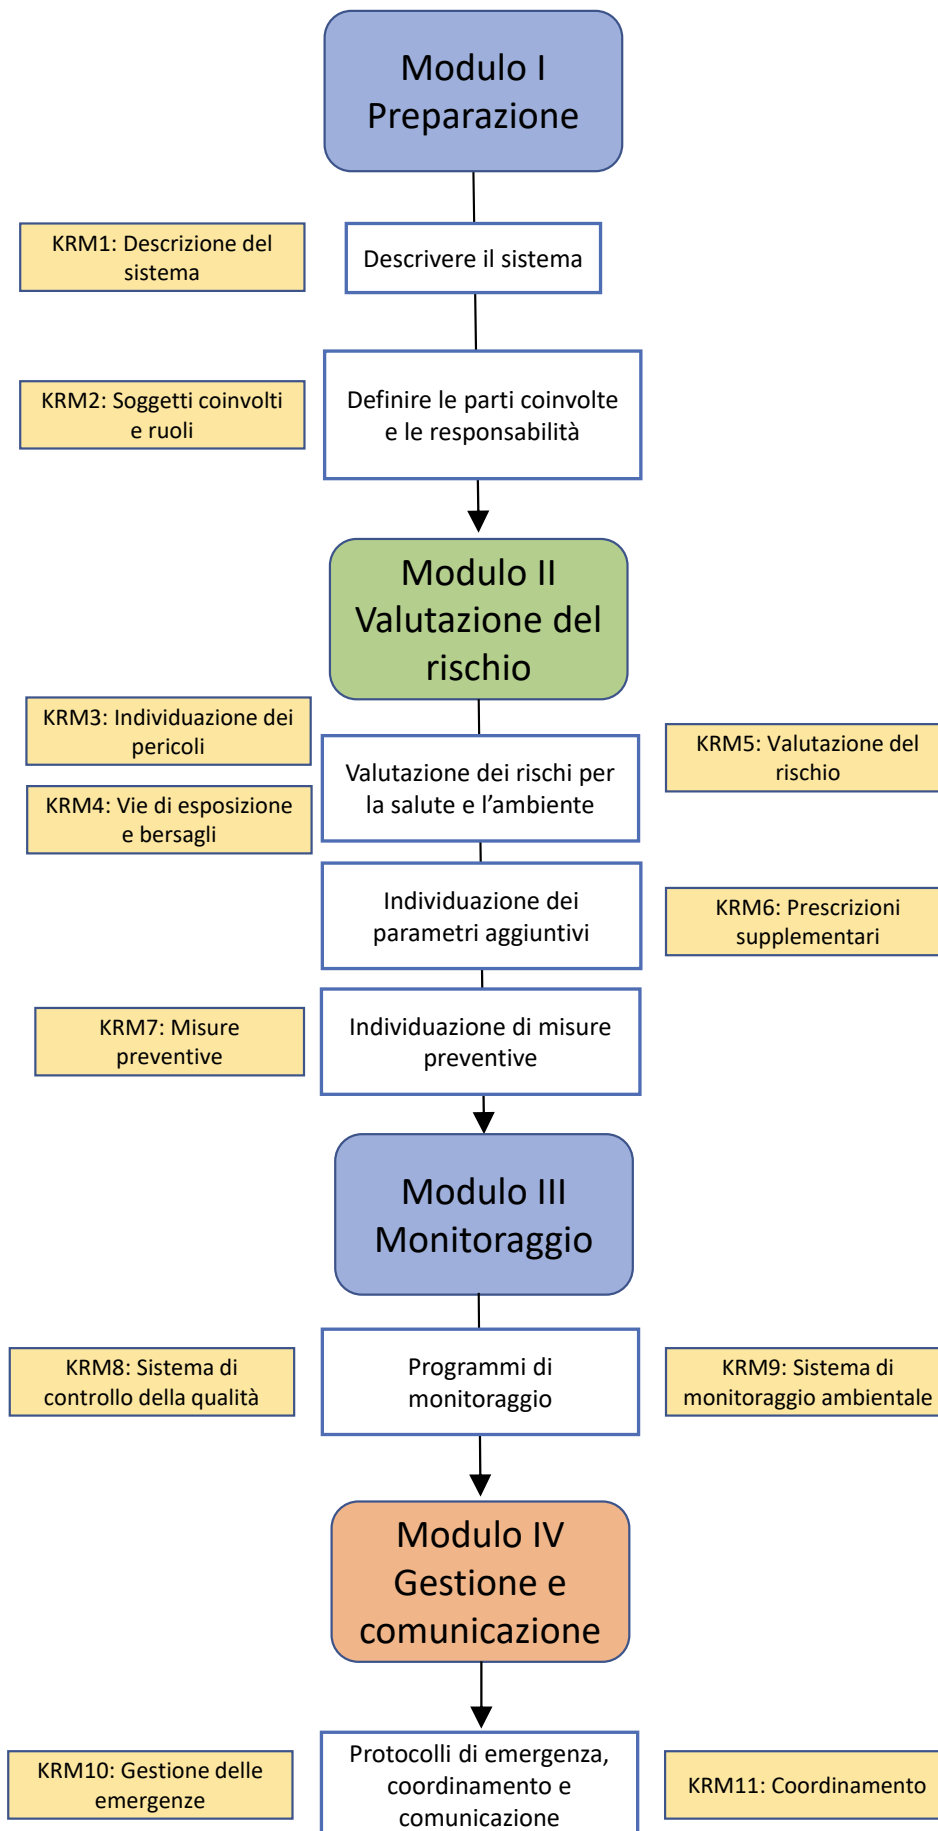 Modulo I
Preparazione
KRM1: Descrizione del
sistema
Descrivere il sistema
KRM2: Soggetti coinvolti
e ruoli
Definire le parti coinvolte
e le responsabilità
Modulo II
Valutazione del
rischio
KRM3: Individuazione dei
pericoli
KRM4: Vie di esposizione
e bersagli
Valutazione dei rischi per
la salute e l’ambiente
KRM5: Valutazione del
rischio
Individuazione dei
parametri aggiuntivi
KRM6: Prescrizioni
supplementari
KRM7: Misure
preventive
Individuazione di misure
preventive
Modulo III
Monitoraggio
KRM8: Sistema di
controllo della qualità
Programmi di
monitoraggio
KRM9: Sistema di
monitoraggio ambientale
Modulo IV
Gestione e
comunicazione
KRM10: Gestione delle
emergenze
Protocolli di emergenza,
coordinamento e
comunicazione
KRM11: Coordinamento